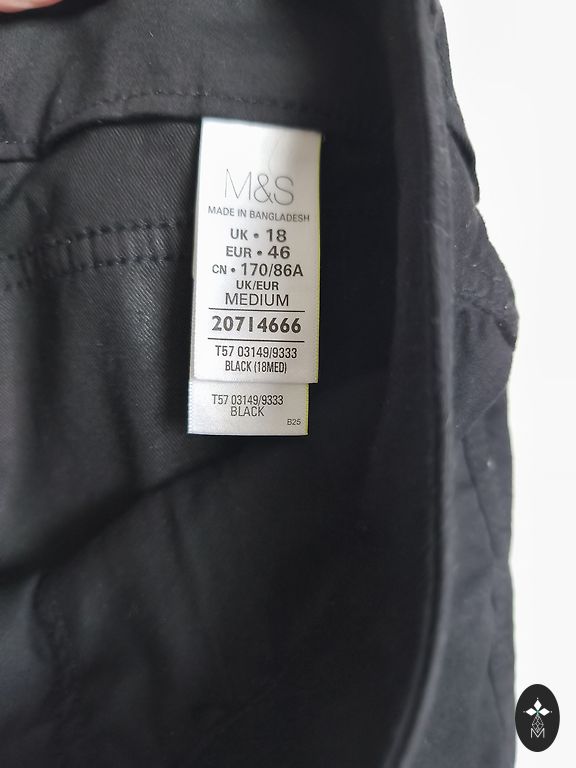 M&S
MADE IN BANGLADESH
UK • 18
EUR • 46
CN • 170/86A
UK/EUR
MEDIUM
20714666
T57 03149/9333
BLACK (18MED)
T57 03149/9333
BLACK
B25
M